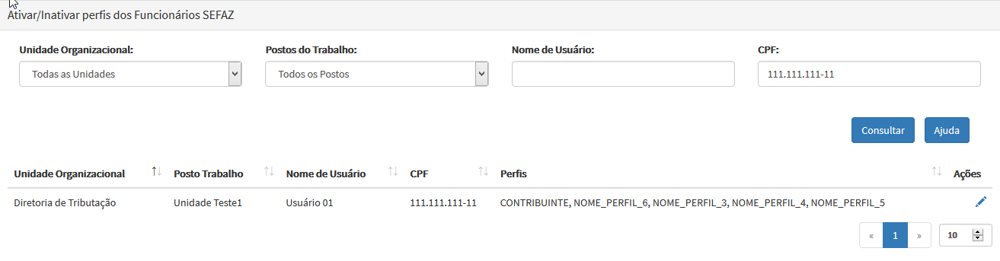 Ativar/Inativar perfis dos Funcionários SEFAZ
Unidade Organizacional: Postos do Trabalho: Nome de Usuário: CPF:
Todas as Unidades Todos os Postos 111.111.111-11
Consultar Ajuda
Unidade Organizacional Posto Trabalho Nome de Usuário CPF Perfis Ações
Diretoria de Tributação Unidade Teste1 Usuário 01 111.111.111-11 CONTRIBUINTE, NOME_PERFIL_6, NOME_PERFIL_3, NOME_PERFIL_4, NOME_PERFIL_5
« 1 » 10